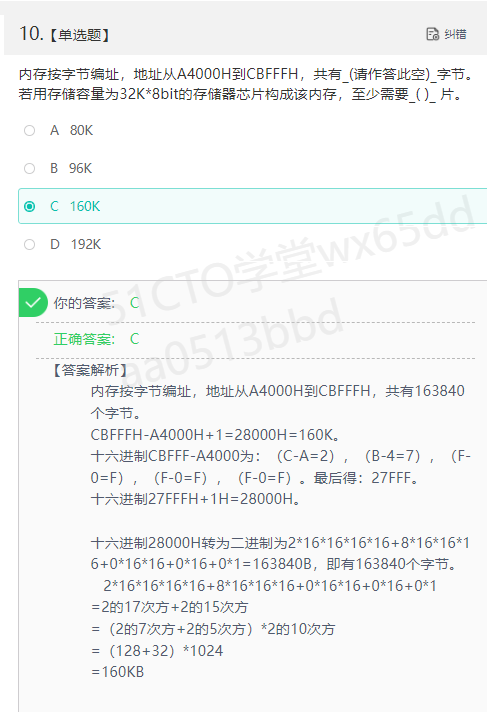 10.【单选题】
纠错
内存按字节编址，地址从A4000H到CBFFFH，共有_(请作答此空)_字节。
若用存储容量为32K*8bit的存储器芯片构成该内存，至少需要_( )_ 片。
A 80K
B 96K
C 160K
D 192K
51CTO学堂wx65dd
aa0513bbd
你的答案： C
正确答案： C
【答案解析】
内存按字节编址，地址从A4000H到CBFFFH，共有163840
个字节。
CBFFFH-A4000H+1=28000H=160K。
十六进制CBFFF-A4000为：（C-A=2），（B-4=7），（F-
0=F），（F-0=F），（F-0=F）。最后得：27FFF。
十六进制27FFFH+1H=28000H。
十六进制28000H转为二进制为2*16*16*16*16+8*16*16*1
6+0*16*16+0*16+0*1=163840B，即有163840个字节。
2*16*16*16*16+8*16*16*16+0*16*16+0*16+0*1
=2的17次方+2的15次方
=（2的7次方+2的5次方）*2的10次方
=（128+32）*1024
=160KB